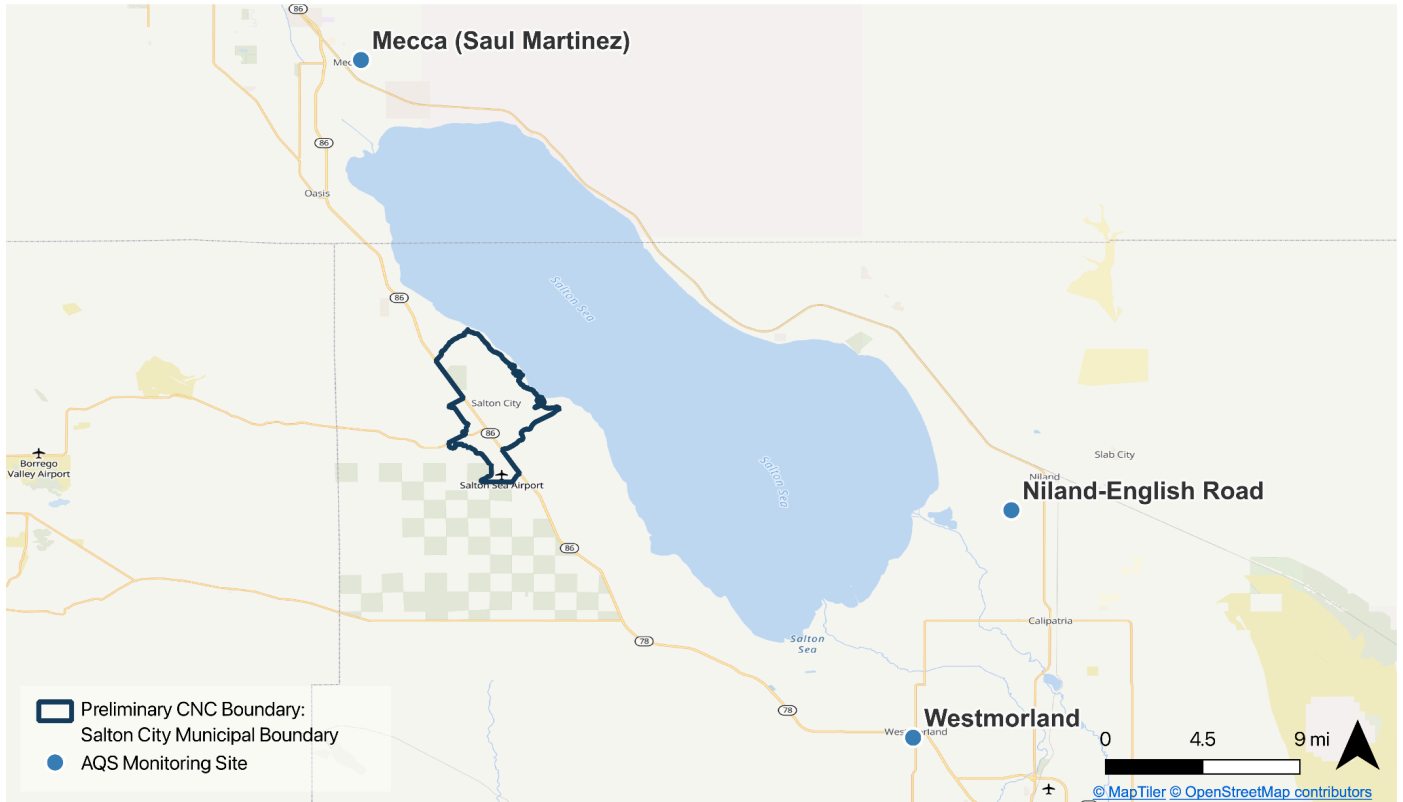 86
Mecca (Saul Martinez)
Mec
86
Oasis
86
Salton Sea
Salton City
86
Salton Sea Airport
Borrego
Valley Airport
Salton Sea
Slab City
Niland
Niland-English Road
86
Calipatria
78
Salton
Sea
78
Westmorland
Westmorland
Preliminary CNC Boundary:
Salton City Municipal Boundary
AQS Monitoring Site
0 4.5 9 mi
© MapTiler © OpenStreetMap contributors